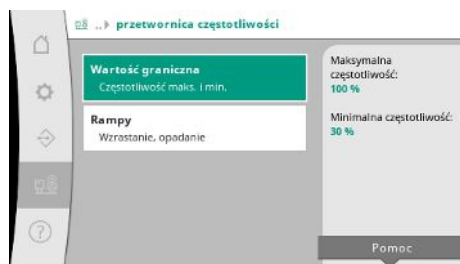 ..▸ przetwornica częstotliwości
Wartość graniczna
Częstotliwość maks. i min.
Rampy
Wzrastanie, opadanie
Maksymalna
częstotliwość:
100 %
Minimalna częstotliwość:
30 %
?
Pomoc